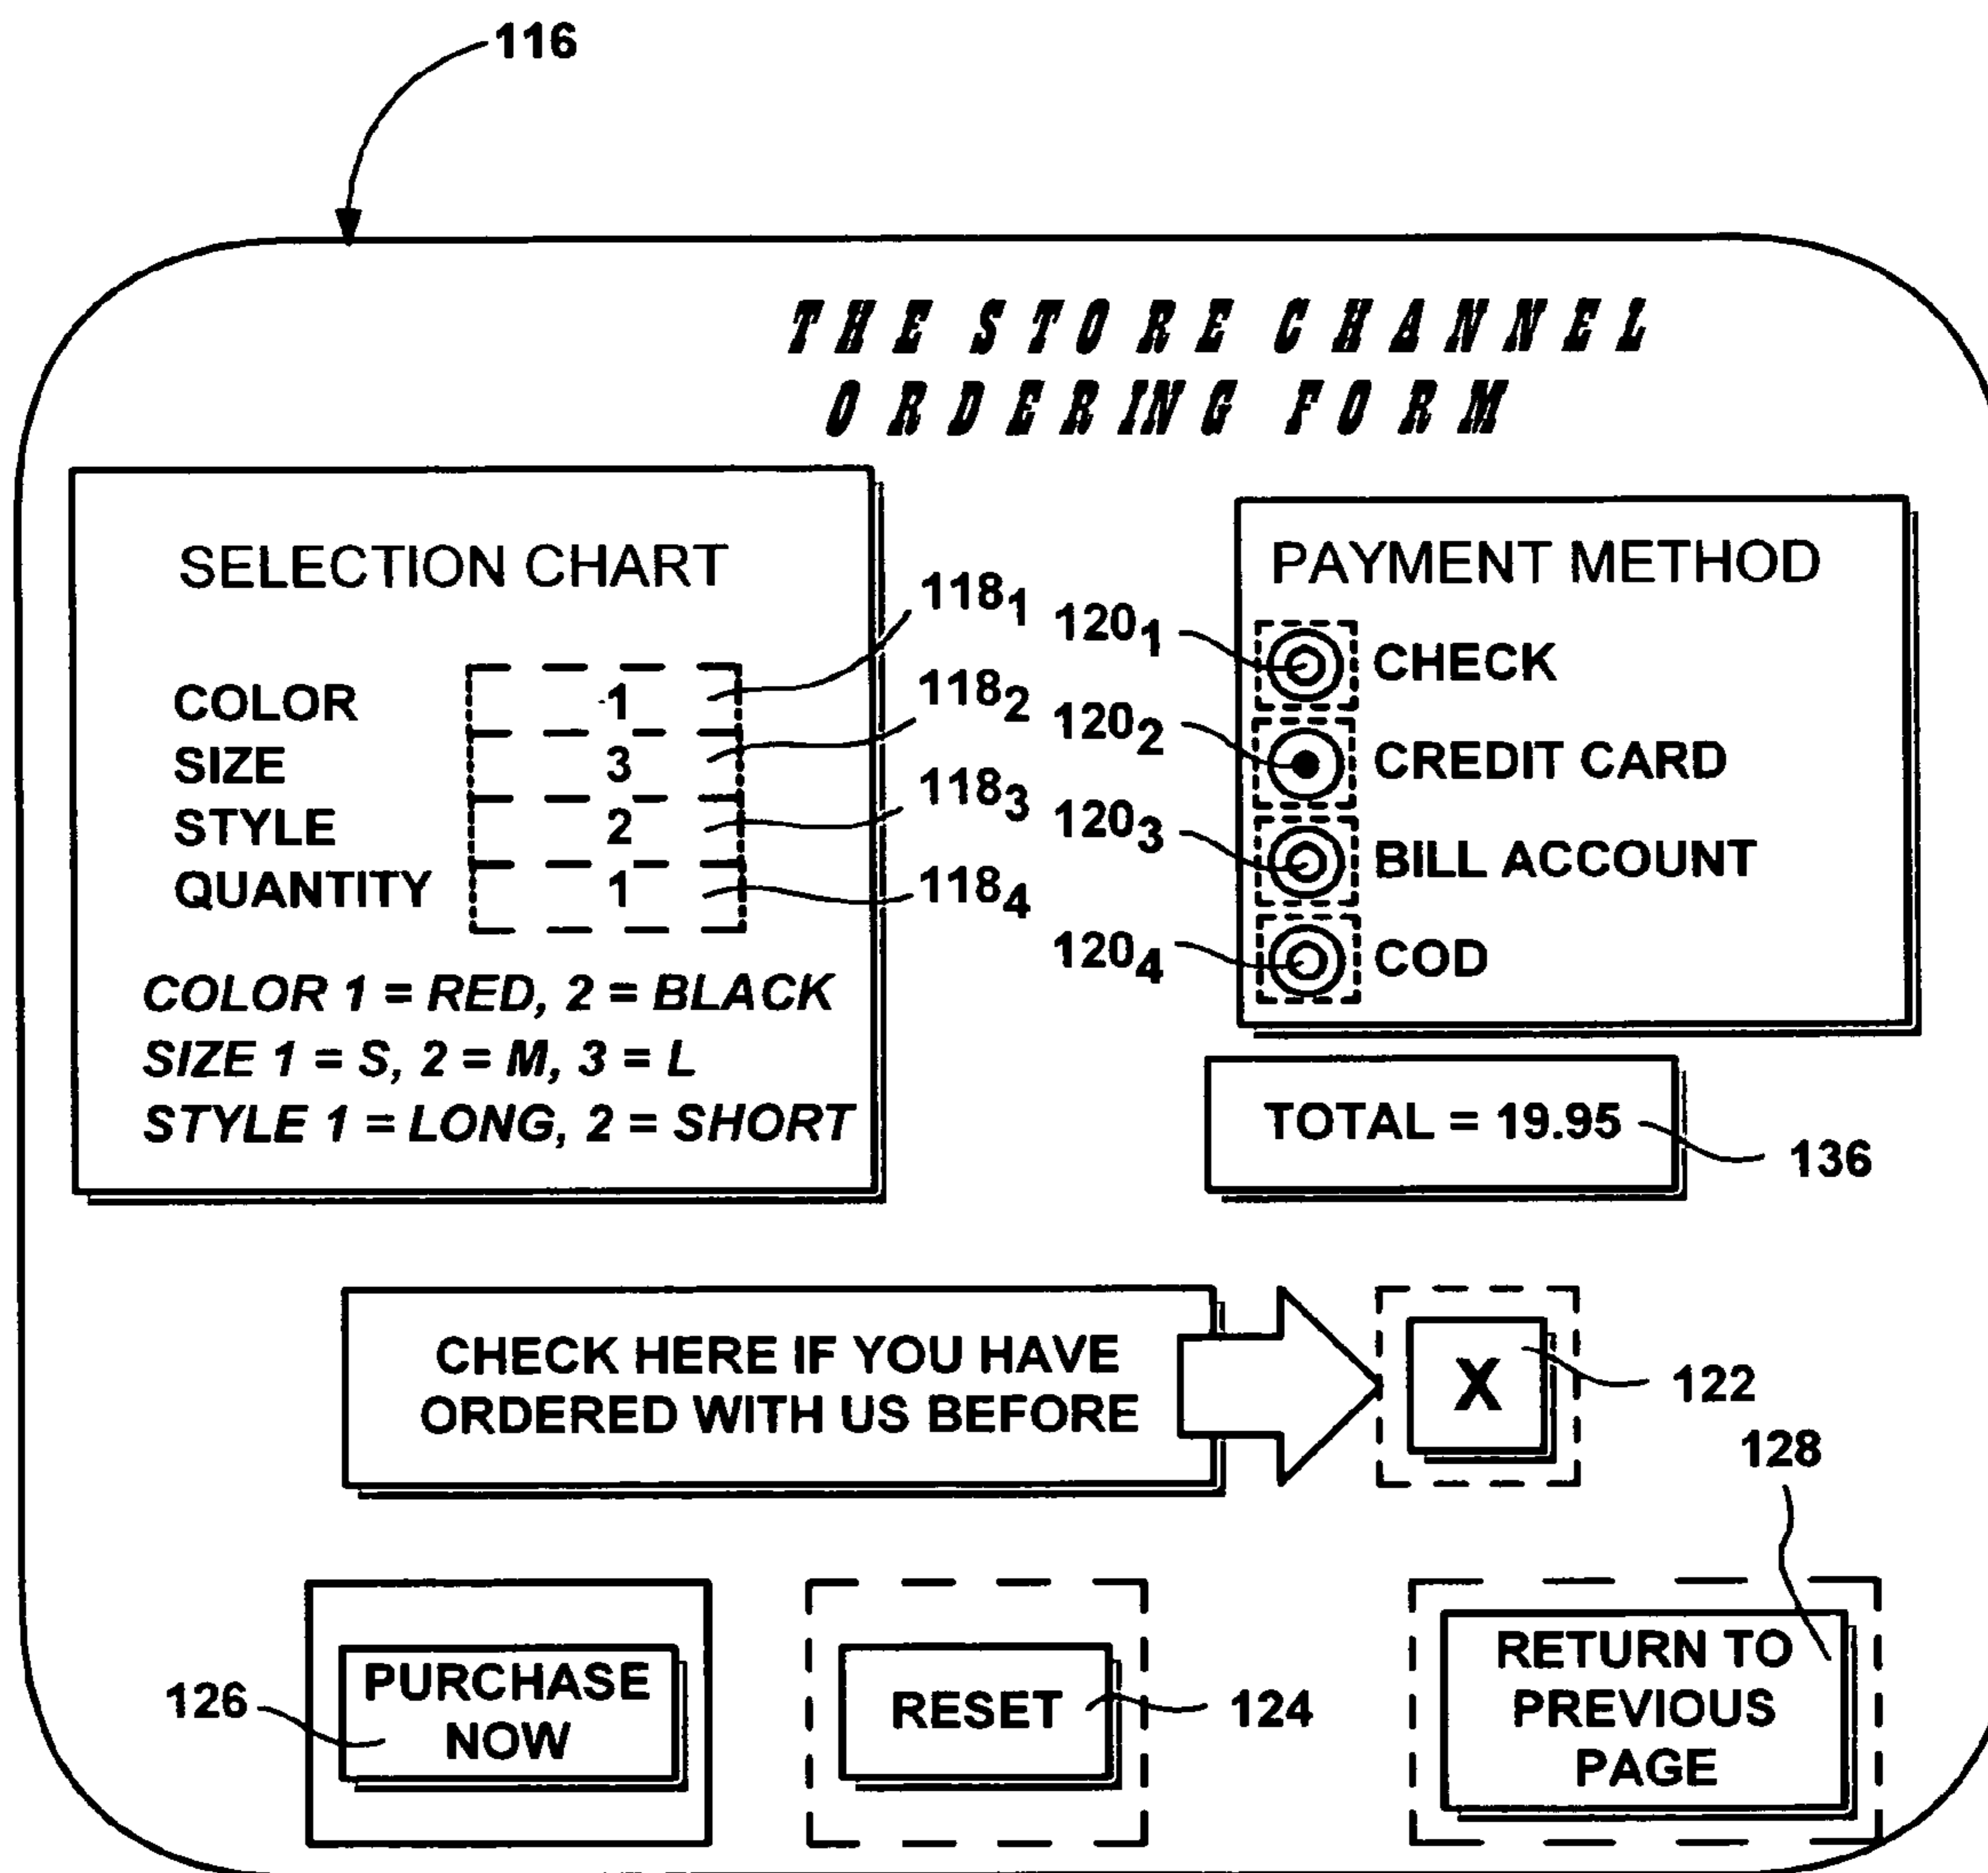 116
THE STORE CHANNEL
ORDERING FORM
SELECTION CHART
COLOR 1 118₁
SIZE 3 118₂
STYLE 2 118₃
QUANTITY 1 118₄
COLOR 1 = RED, 2 = BLACK
SIZE 1 = S, 2 = M, 3 = L
STYLE 1 = LONG, 2 = SHORT
PAYMENT METHOD
120₁ CHECK
120₂ CREDIT CARD
120₃ BILL ACCOUNT
120₄ COD
TOTAL = 19.95 136
CHECK HERE IF YOU HAVE
ORDERED WITH US BEFORE
X 122
126 PURCHASE
NOW
RESET 124
128
RETURN TO
PREVIOUS
PAGE